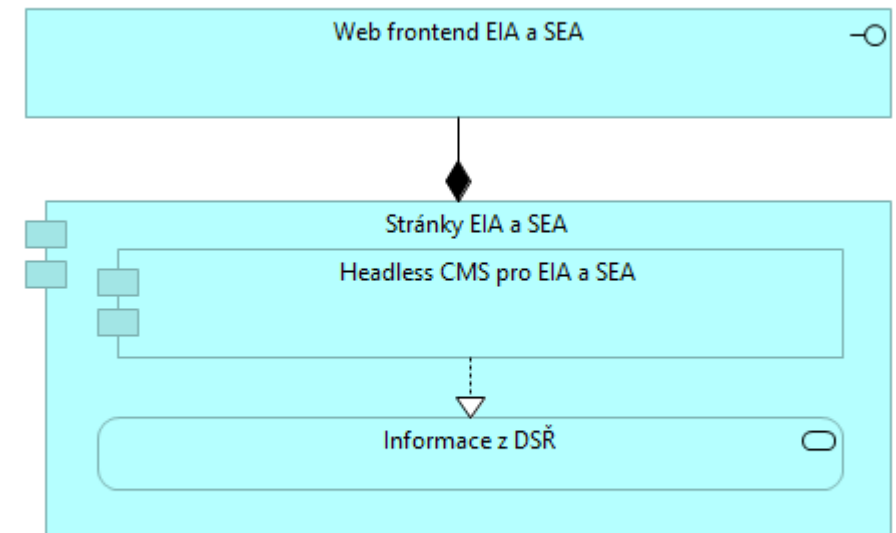 Web frontend EIA a SEA
Stránky EIA a SEA
Headless CMS pro EIA a SEA
Informace z DSŘ